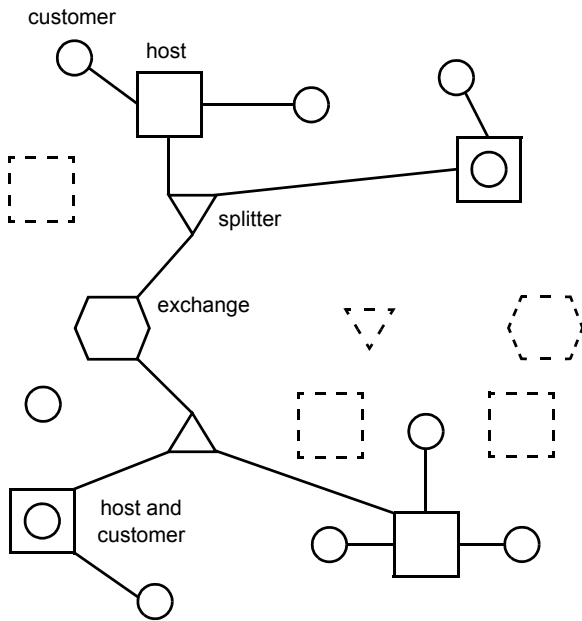 customer
host
splitter
exchange
host and
customer